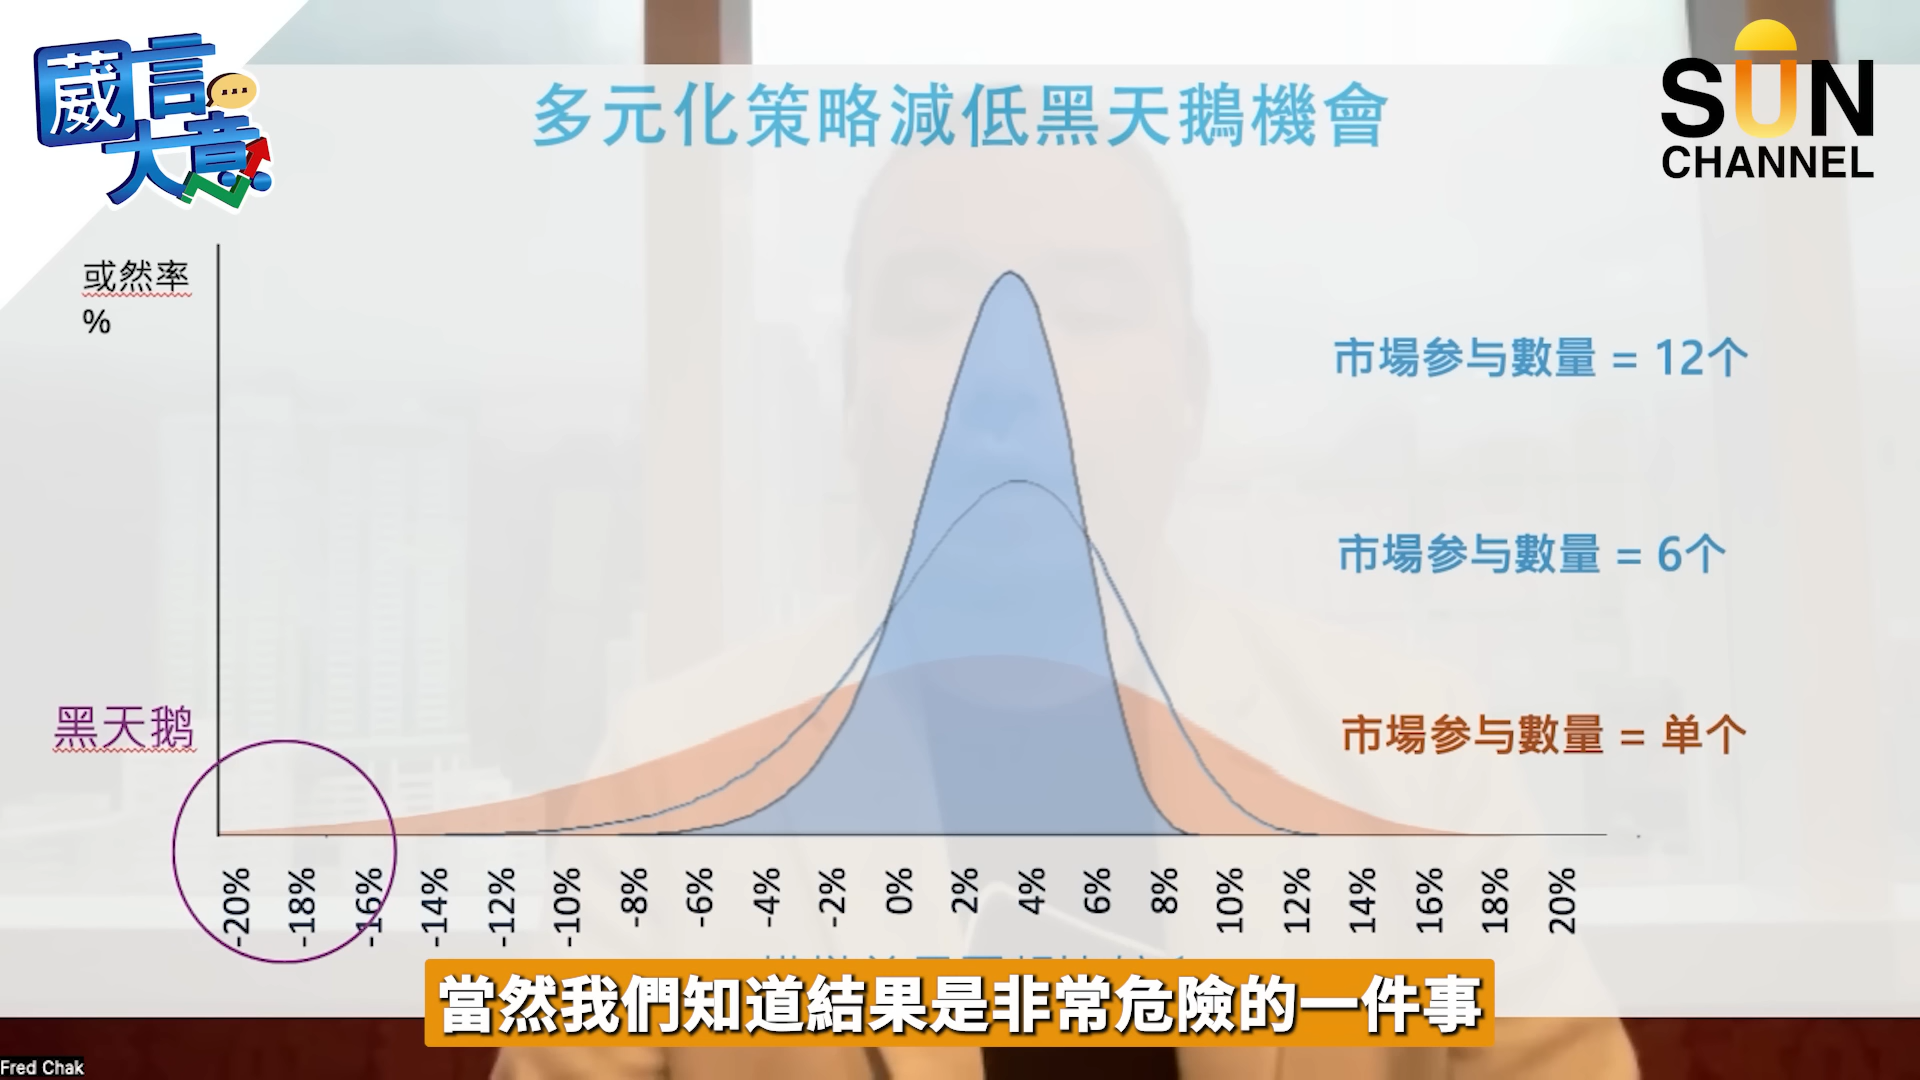 葳信
大意
SUN
CHANNEL
多元化策略減低黑天鵝機會
或然率
%
市場参与數量 = 12个
市場参与數量 = 6个
市場参与數量 = 单个
黑天鹅
-20% -18% -16% -14% -12% -10% -8% -6% -4% -2% 0% 2% 4% 6% 8% 10% 12% 14% 16% 18% 20%
當然我們知道結果是非常危險的一件事
Fred Chak